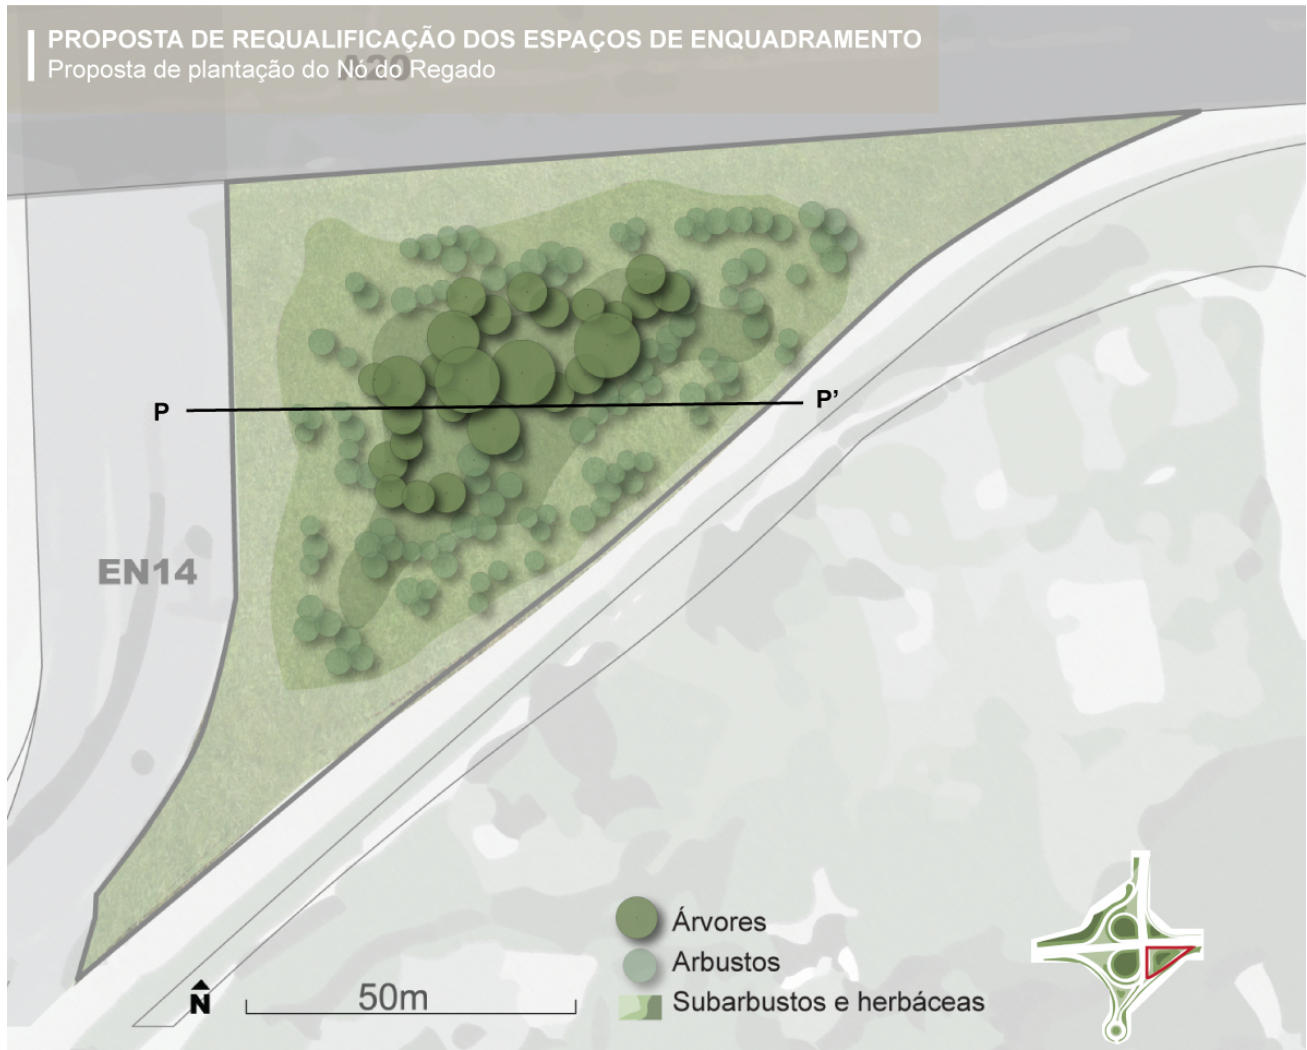 PROPOSTA DE REQUALIFICAÇÃO DOS ESPAÇOS DE ENQUADRAMENTO
Proposta de plantação do Nó do Regado
A20
P
P'
EN14
Árvores
Arbustos
Subarbustos e herbáceas
N
50m